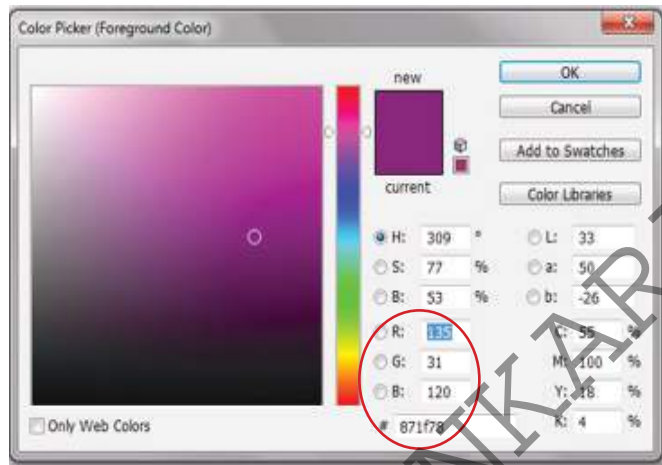 Color Picker (Foreground Color)
new
current
OK
Cancel
Add to Swatches
Color Libraries
H: 309 ° L: 33
S: 77 % a: 50
B: 53 % b: -26
R: 135 C: 55 %
G: 31 M: 100 %
B: 120 Y: 18 %
# 871f78 K: 4 %
Only Web Colors